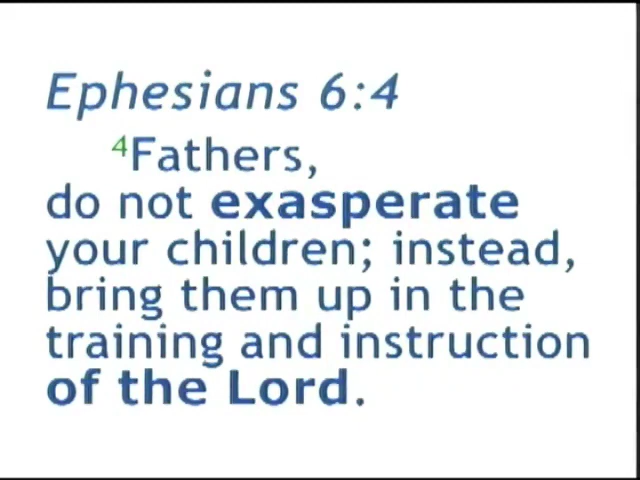 Ephesians 6:4
4Fathers,
do not exasperate
your children; instead,
bring them up in the
training and instruction
of the Lord.